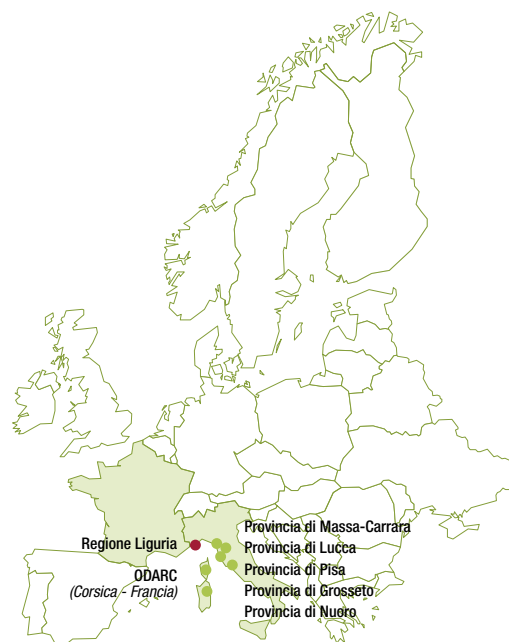 Regione Liguria
ODARC
(Corsica - Francia)
Provincia di Massa-Carrara
Provincia di Lucca
Provincia di Pisa
Provincia di Grosseto
Provincia di Nuoro